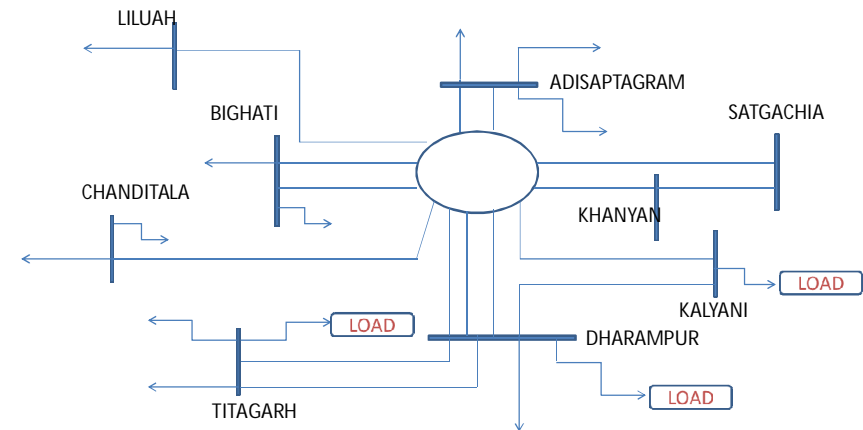 LILUAH
ADISAPTAGRAM
BIGHATI
SATGACHIA
CHANDITALA
KHANYAN
LOAD
KALYANI
LOAD
DHARAMPUR
LOAD
TITAGARH